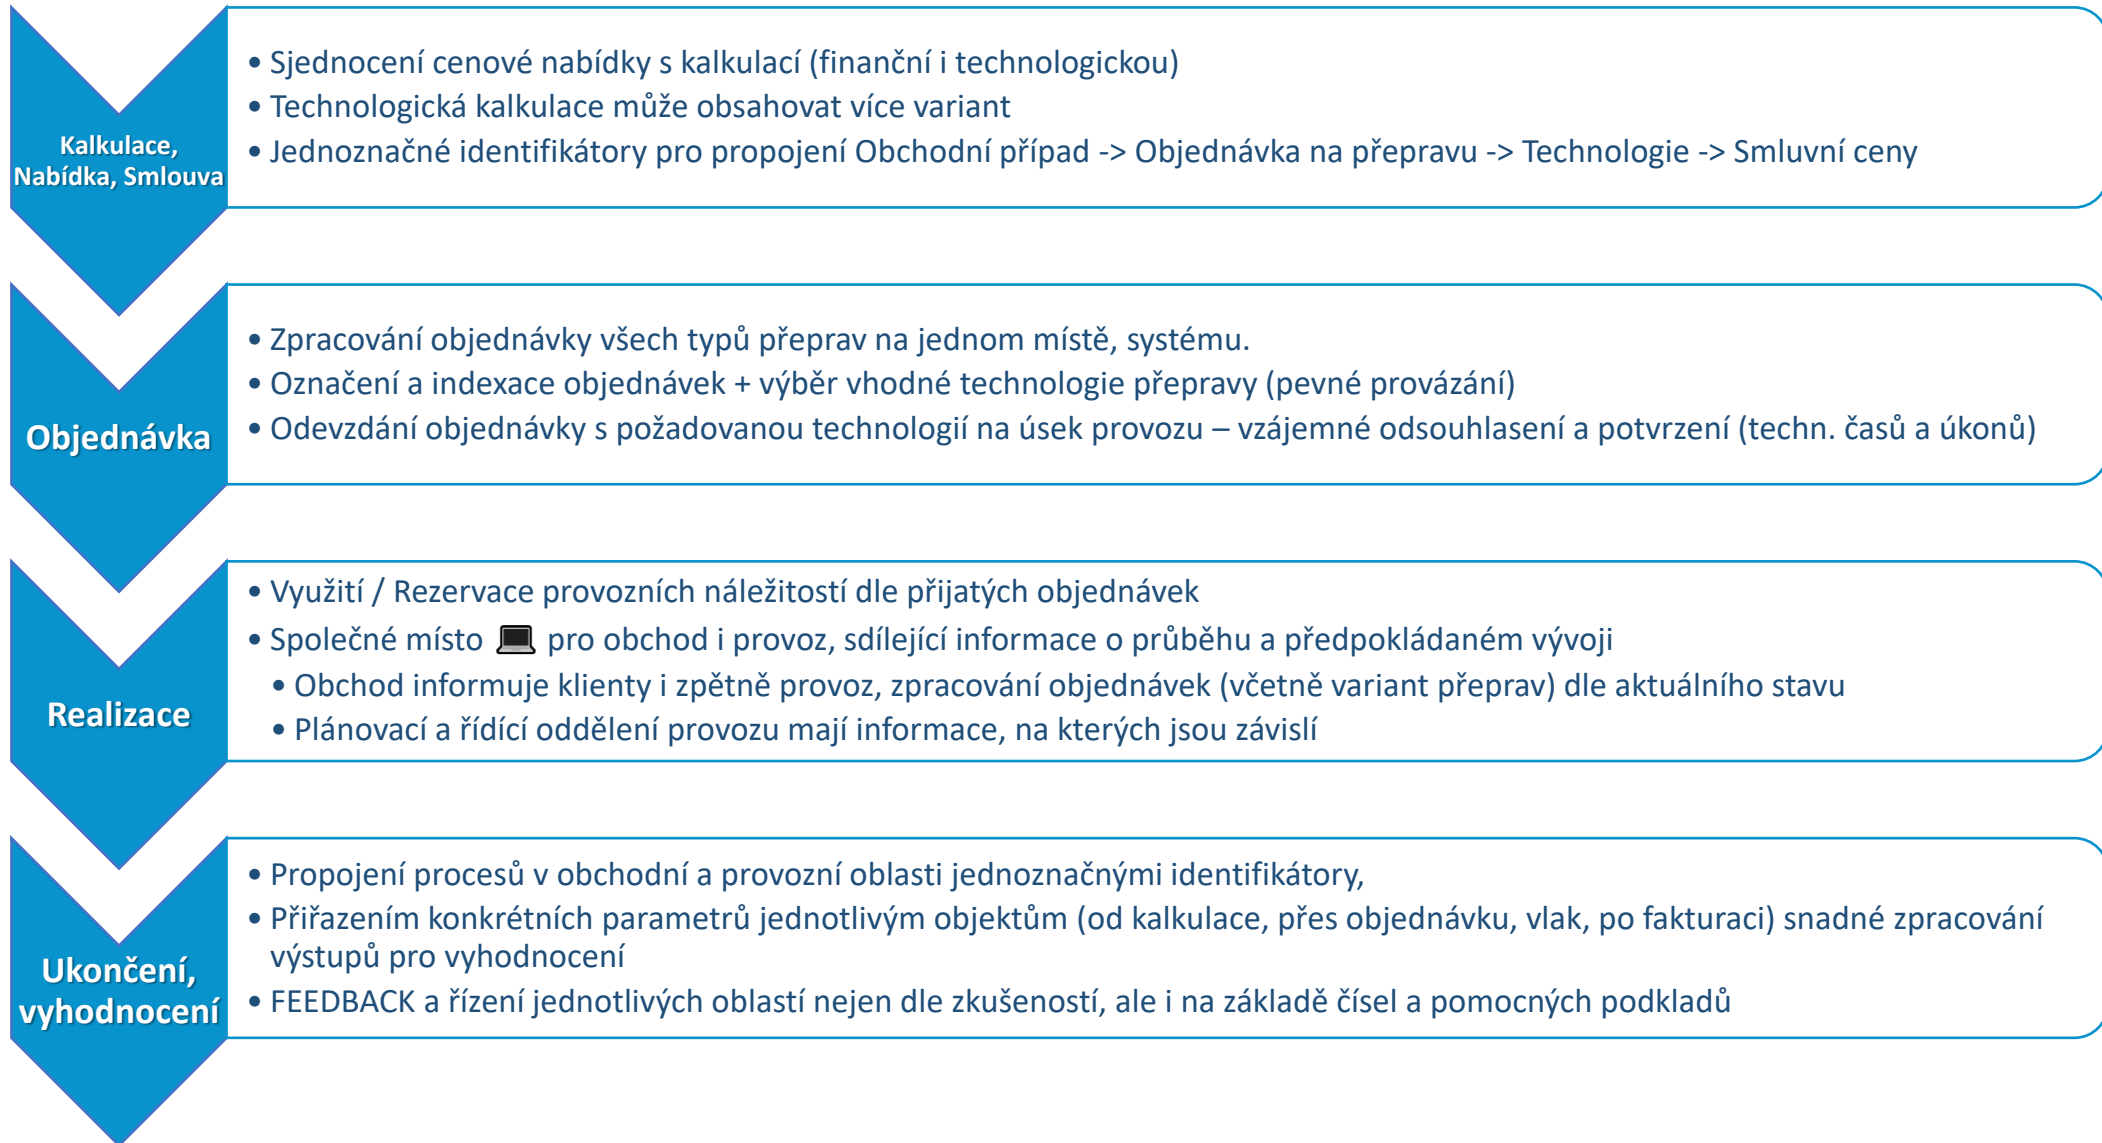 Kalkulace,
Nabídka, Smlouva
• Sjednocení cenové nabídky s kalkulací (finanční i technologickou)
• Technologická kalkulace může obsahovat více variant
• Jednoznačné identifikátory pro propojení Obchodní případ -> Objednávka na přepravu -> Technologie -> Smluvní ceny
Objednávka
• Zpracování objednávky všech typů přeprav na jednom místě, systému.
• Označení a indexace objednávek + výběr vhodné technologie přepravy (pevné provázání)
• Odevzdání objednávky s požadovanou technologií na úsek provozu – vzájemné odsouhlasení a potvrzení (techn. časů a úkonů)
Realizace
• Využití / Rezervace provozních náležitostí dle přijatých objednávek
• Společné místo 💻 pro obchod i provoz, sdílející informace o průběhu a předpokládaném vývoji
• Obchod informuje klienty i zpětně provoz, zpracování objednávek (včetně variant přeprav) dle aktuálního stavu
• Plánovací a řídící oddělení provozu mají informace, na kterých jsou závislí
Ukončení,
vyhodnocení
• Propojení procesů v obchodní a provozní oblasti jednoznačnými identifikátory,
• Přiřazením konkrétních parametrů jednotlivým objektům (od kalkulace, přes objednávku, vlak, po fakturaci) snadné zpracování
výstupů pro vyhodnocení
• FEEDBACK a řízení jednotlivých oblastí nejen dle zkušeností, ale i na základě čísel a pomocných podkladů